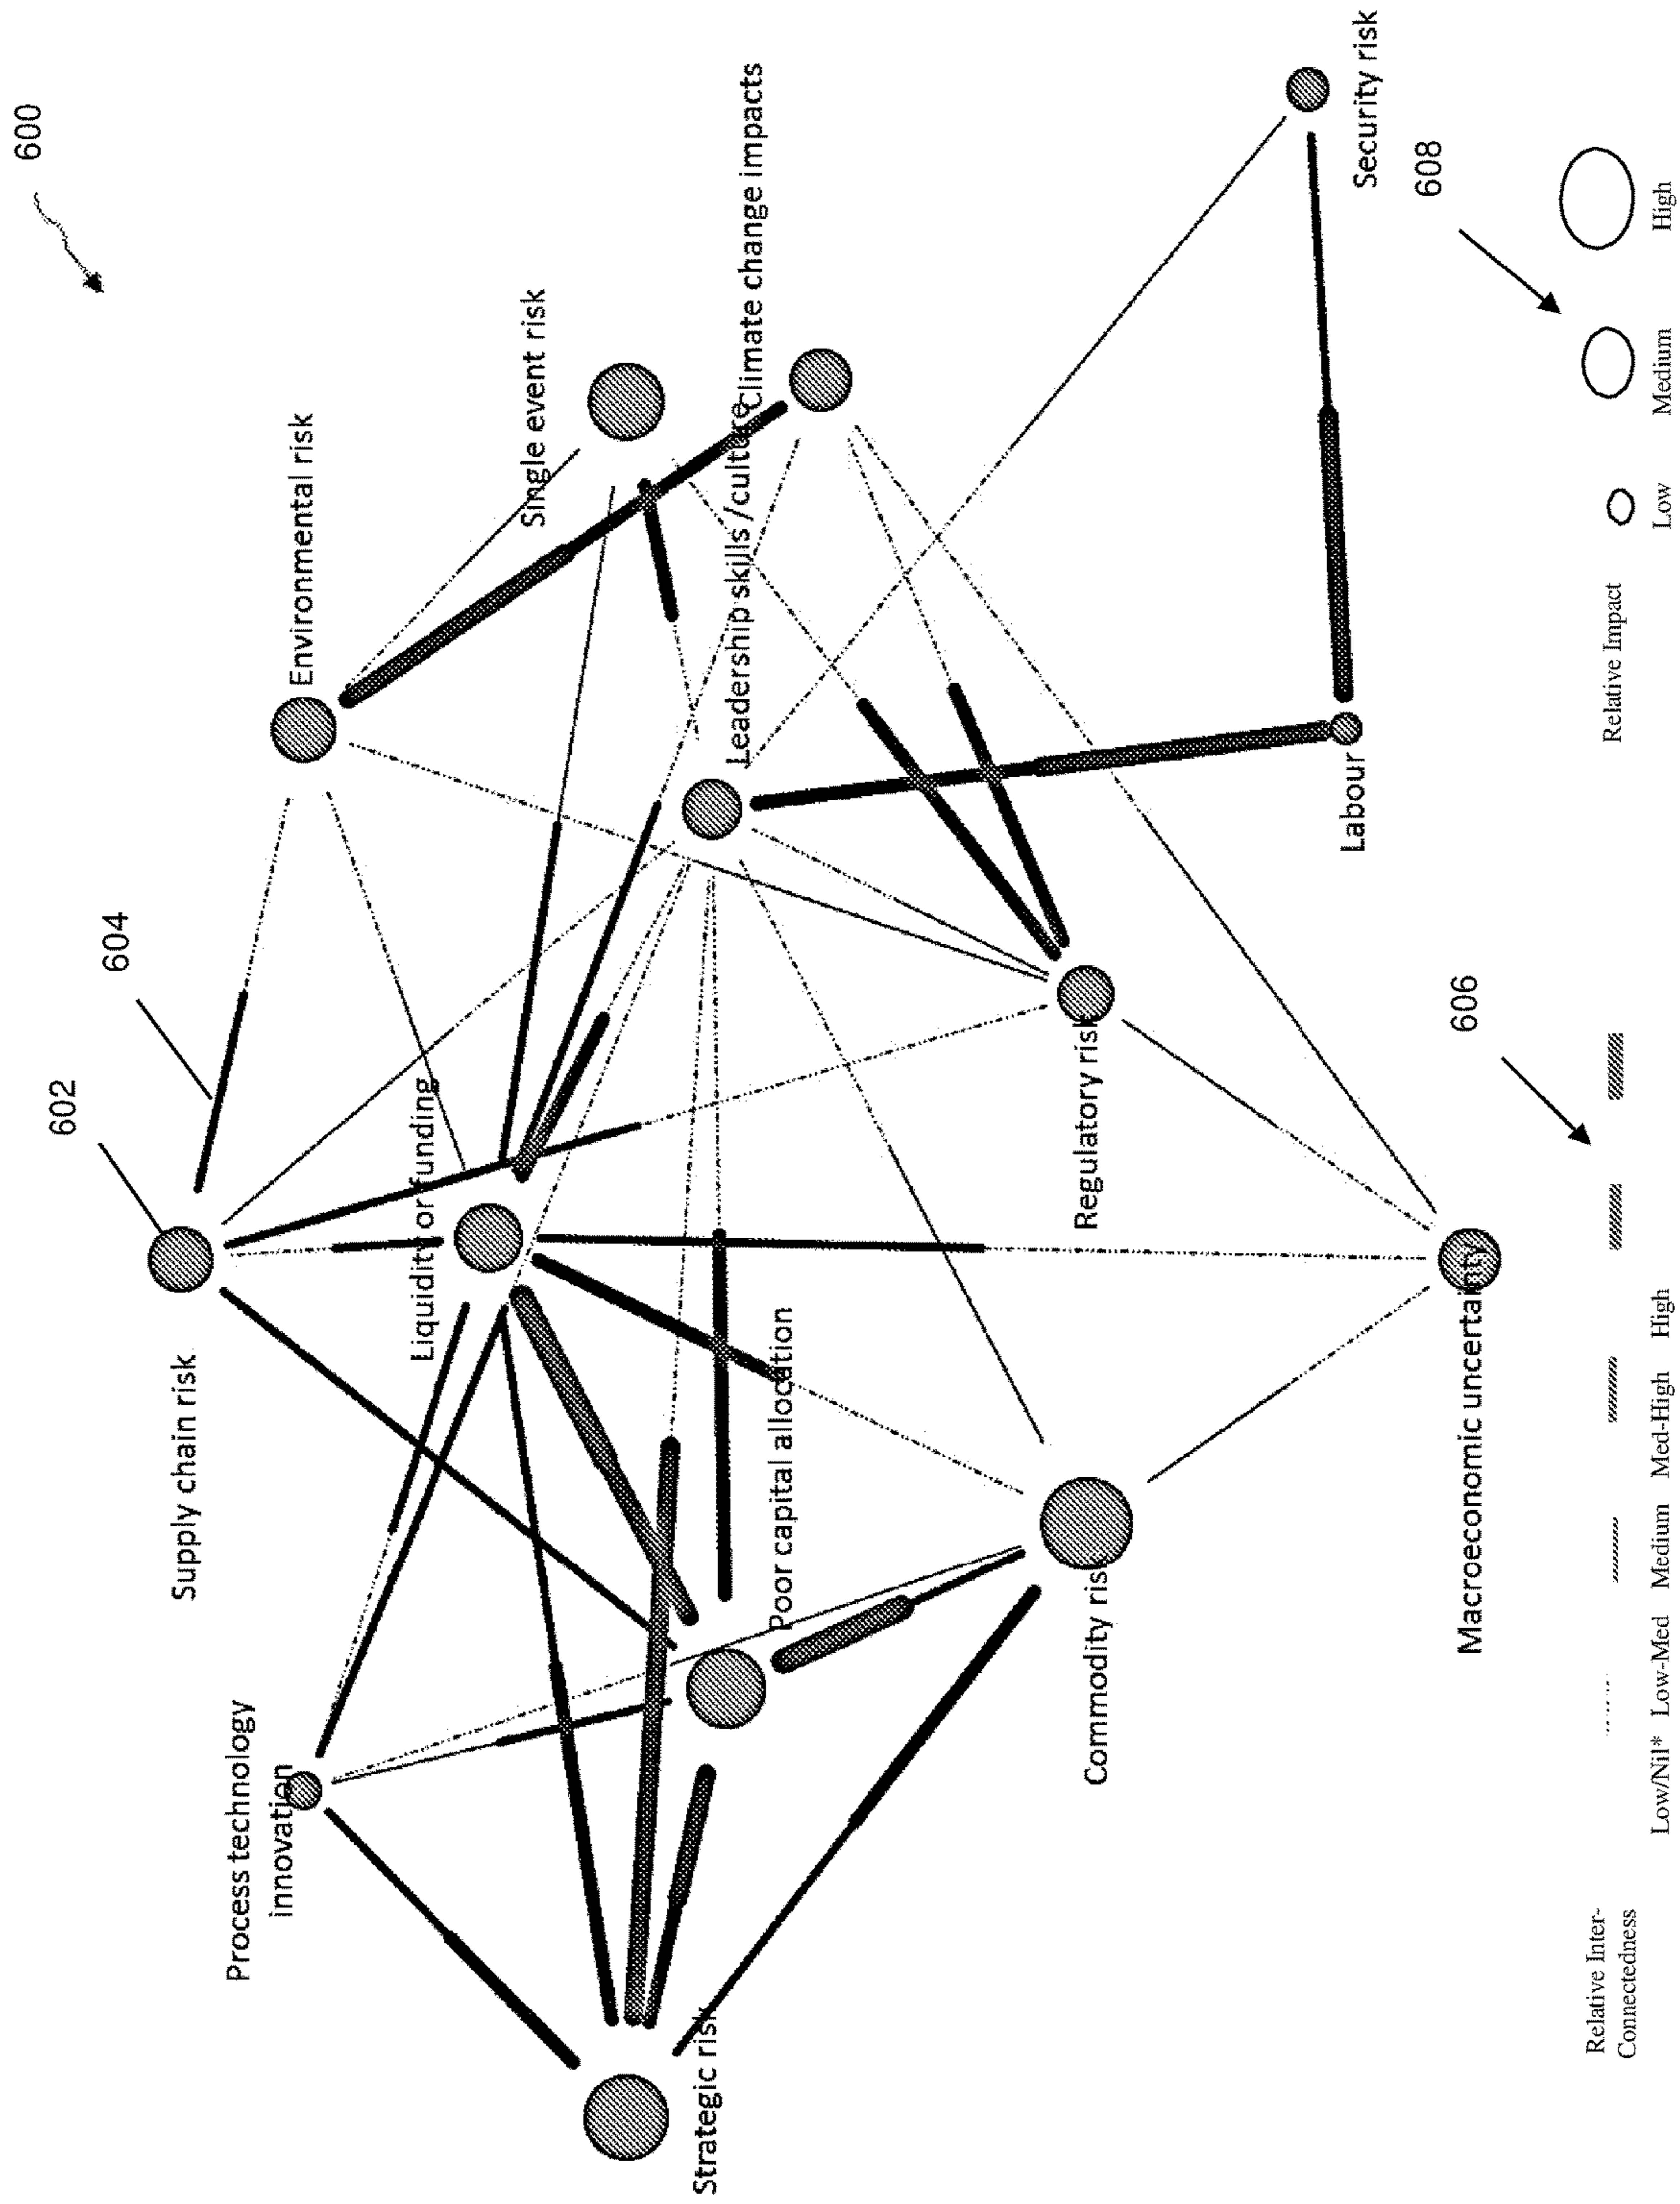 600
Security risk
608
Single event risk
Climate change impacts
Environmental risk
Leadership skills /culture
604
602
Labour
Liquidity or funding
Regulatory risk
606
Supply chain risk
Poor capital allocation
Macroeconomic uncertainty
Process technology
innovation
Commodity risk
Strategic risk
Relative Inter-
Connectedness
Low/Nil* Low-Med Medium Med-High High
Relative Impact
Low Medium High